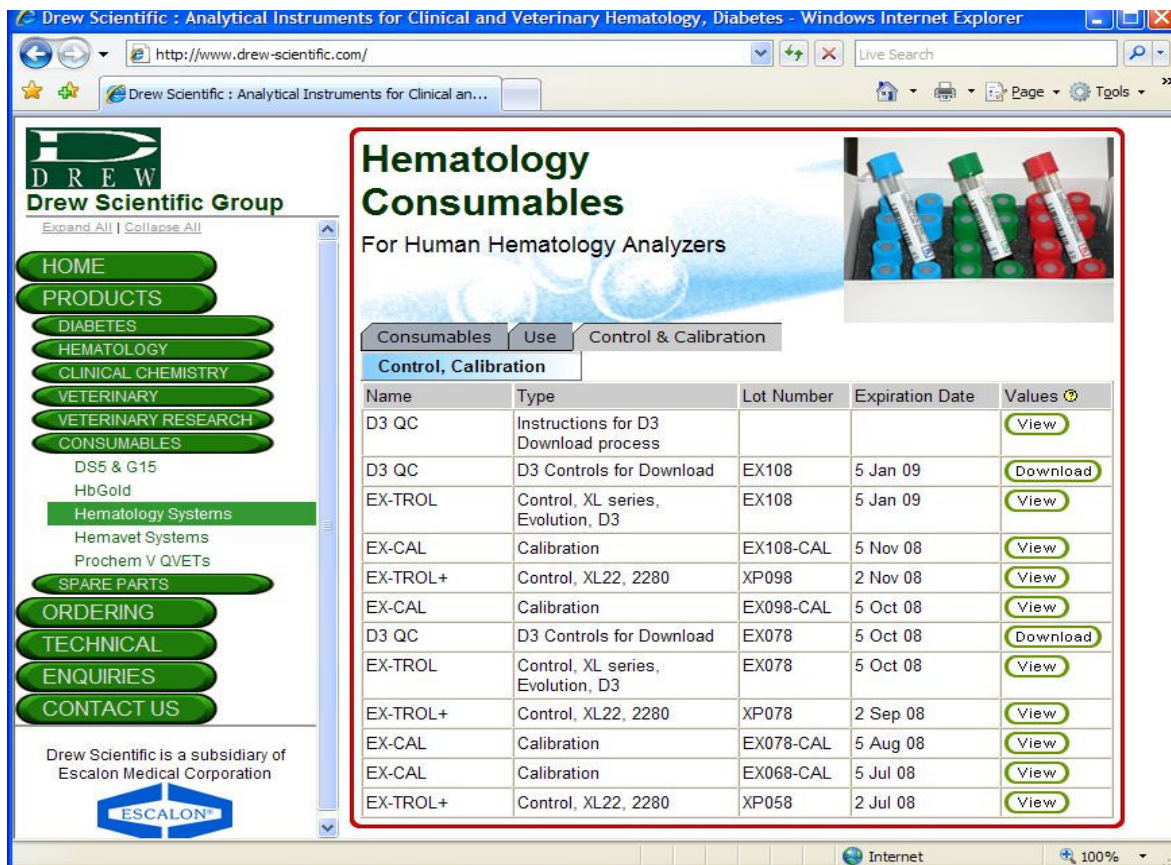 Drew Scientific : Analytical Instruments for Clinical and Veterinary Hematology, Diabetes - Windows Internet Explorer
http://www.drew-scientific.com/
Live Search
Drew Scientific : Analytical Instruments for Clinical an...
Page
Tools
»
DREW
Drew Scientific Group
Expand All | Collapse All
HOME
PRODUCTS
DIABETES
HEMATOLOGY
CLINICAL CHEMISTRY
VETERINARY
VETERINARY RESEARCH
CONSUMABLES
DS5 & G15
HbGold
Hematology Systems
Hemavet Systems
Prochem V QVETs
SPARE PARTS
ORDERING
TECHNICAL
ENQUIRIES
CONTACT US
Drew Scientific is a subsidiary of
Escalon Medical Corporation
ESCALON®
Hematology
Consumables
For Human Hematology Analyzers
Consumables Use Control & Calibration
Control, Calibration
Name Type Lot Number Expiration Date Values ?
D3 QC Instructions for D3 View
Download process
D3 QC D3 Controls for Download EX108 5 Jan 09 Download
EX-TROL Control, XL series, EX108 5 Jan 09 View
Evolution, D3
EX-CAL Calibration EX108-CAL 5 Nov 08 View
EX-TROL+ Control, XL22, 2280 XP098 2 Nov 08 View
EX-CAL Calibration EX098-CAL 5 Oct 08 View
D3 QC D3 Controls for Download EX078 5 Oct 08 Download
EX-TROL Control, XL series, EX078 5 Oct 08 View
Evolution, D3
EX-TROL+ Control, XL22, 2280 XP078 2 Sep 08 View
EX-CAL Calibration EX078-CAL 5 Aug 08 View
EX-CAL Calibration EX068-CAL 5 Jul 08 View
EX-TROL+ Control, XL22, 2280 XP058 2 Jul 08 View
Internet
100%